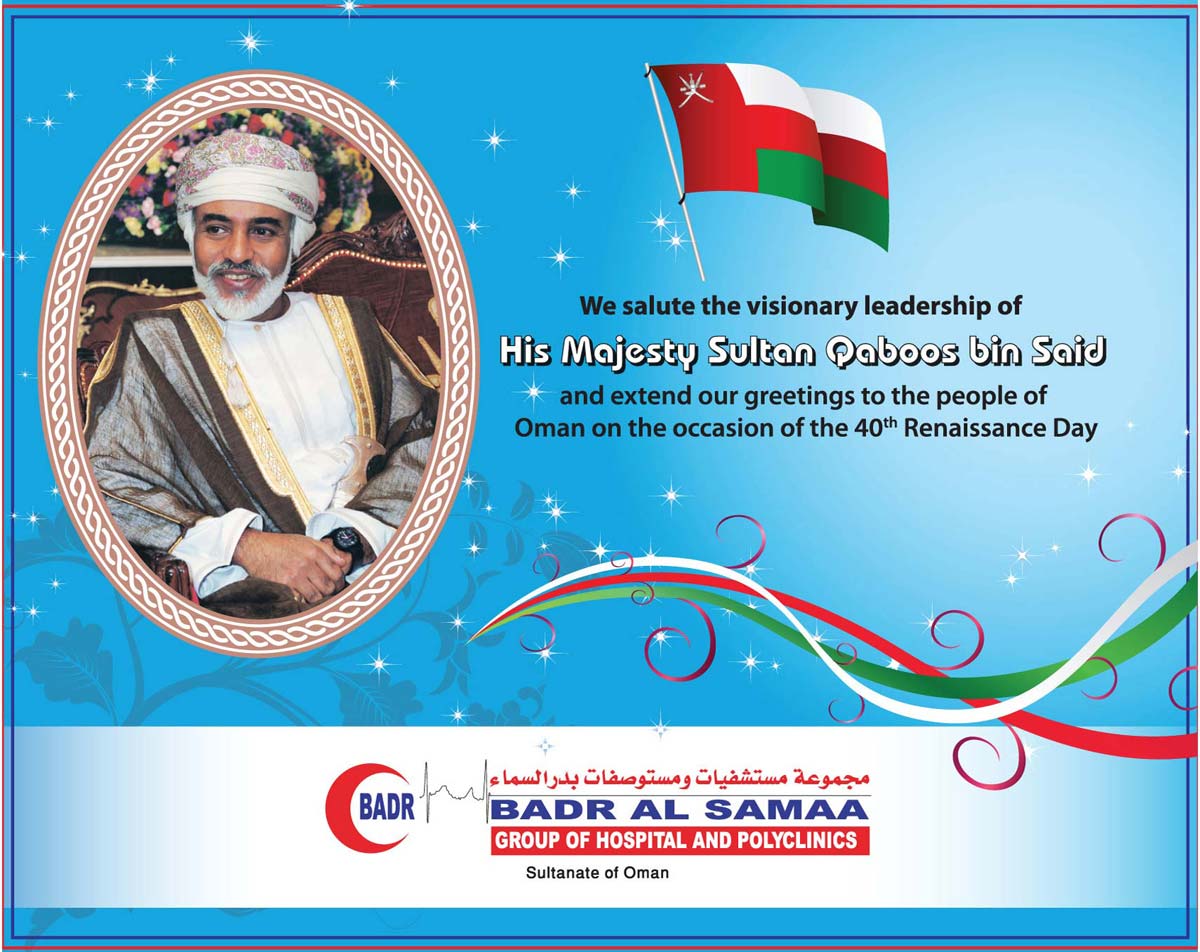 We salute the visionary leadership of
His Majesty Sultan Qaboos bin Said
and extend our greetings to the people of
Oman on the occasion of the 40th Renaissance Day
BADR
مجموعة مستشفيات ومستوصفات بدر السماء
BADR AL SAMAA
GROUP OF HOSPITAL AND POLYCLINICS
Sultanate of Oman